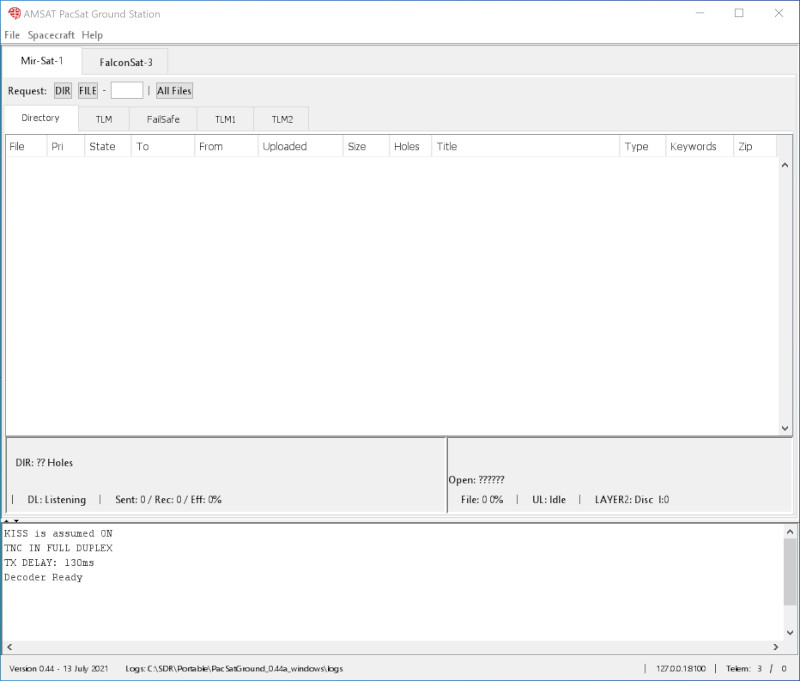 AMSAT PacSat Ground Station
File Spacecraft Help
Mir-Sat-1 FalconSat-3
Request: DIR FILE - | All Files
Directory TLM FailSafe TLM1 TLM2
File Pri State To From Uploaded Size Holes Title Type Keywords Zip
DIR: ?? Holes
Open: ??????
| DL: Listening | Sent: 0 / Rec: 0 / Eff: 0% File: 0 0% | UL: Idle | LAYER2: Disc I:0
KISS is assumed ON
TNC IN FULL DUPLEX
TX DELAY: 130ms
Decoder Ready
Version 0.44 - 13 July 2021 Logs: C:\SDR\Portable\PacSatGround_0.44a_windows\logs | 127.0.0.1:8100 | Telem: 3 / 0